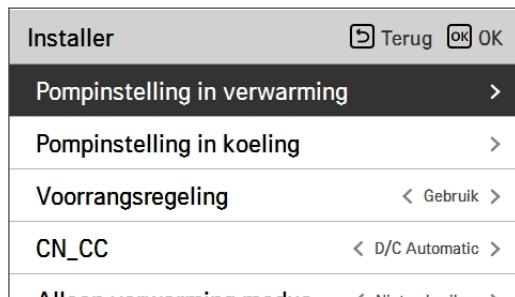 Installer Terug OK OK
Pompinstelling in verwarming >
Pompinstelling in koeling >
Voorrangsregeling < Gebruik >
CN_CC < D/C Automatic >